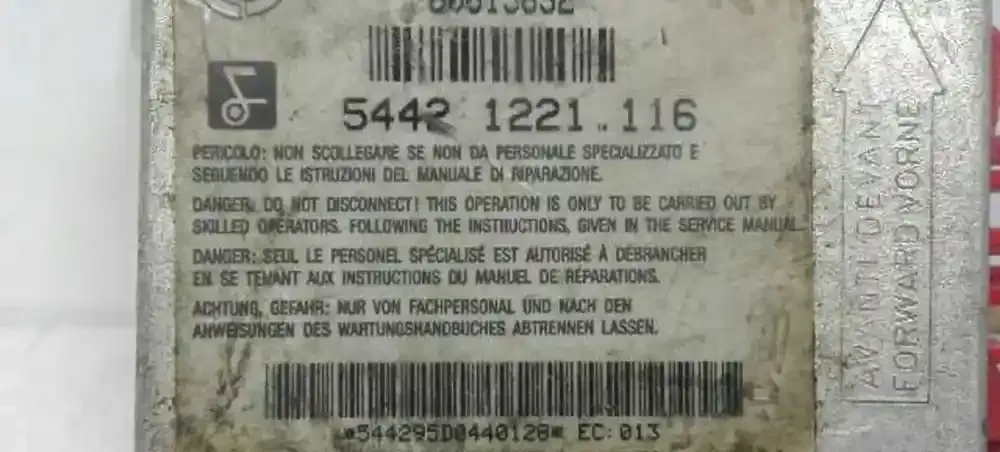 5442 1221.116
PERICOLO: NON SCOLLEGARE SE NON DA PERSONALE SPECIALIZZATO E
SEGUENDO LE ISTRUZIONI DEL MANUALE DI RIPARAZIONE.
DANGER: DO NOT DISCONNECT! THIS OPERATION IS ONLY TO BE CARRIED OUT BY
SKILLED OPERATORS. FOLLOWING THE INSTRUCTIONS, GIVEN IN THE SERVICE MANUAL.
DANGER: SEUL LE PERSONEL SPÉCIALISÉ EST AUTORISÉ A DÉBRANCHER
EN SE TENANT AUX INSTRUCTIONS DU MANUEL DE RÉPARATIONS.
ACHTUNG, GEFAHR: NUR VON FACHPERSONAL UND NACH DEN
ANWEISUNGEN DES WARTUNGSHANDBUCHES ABTRENNEN LASSEN.
*544295D0440128* EC: 013
AVANTI DEVANT
FORWARD VORNE